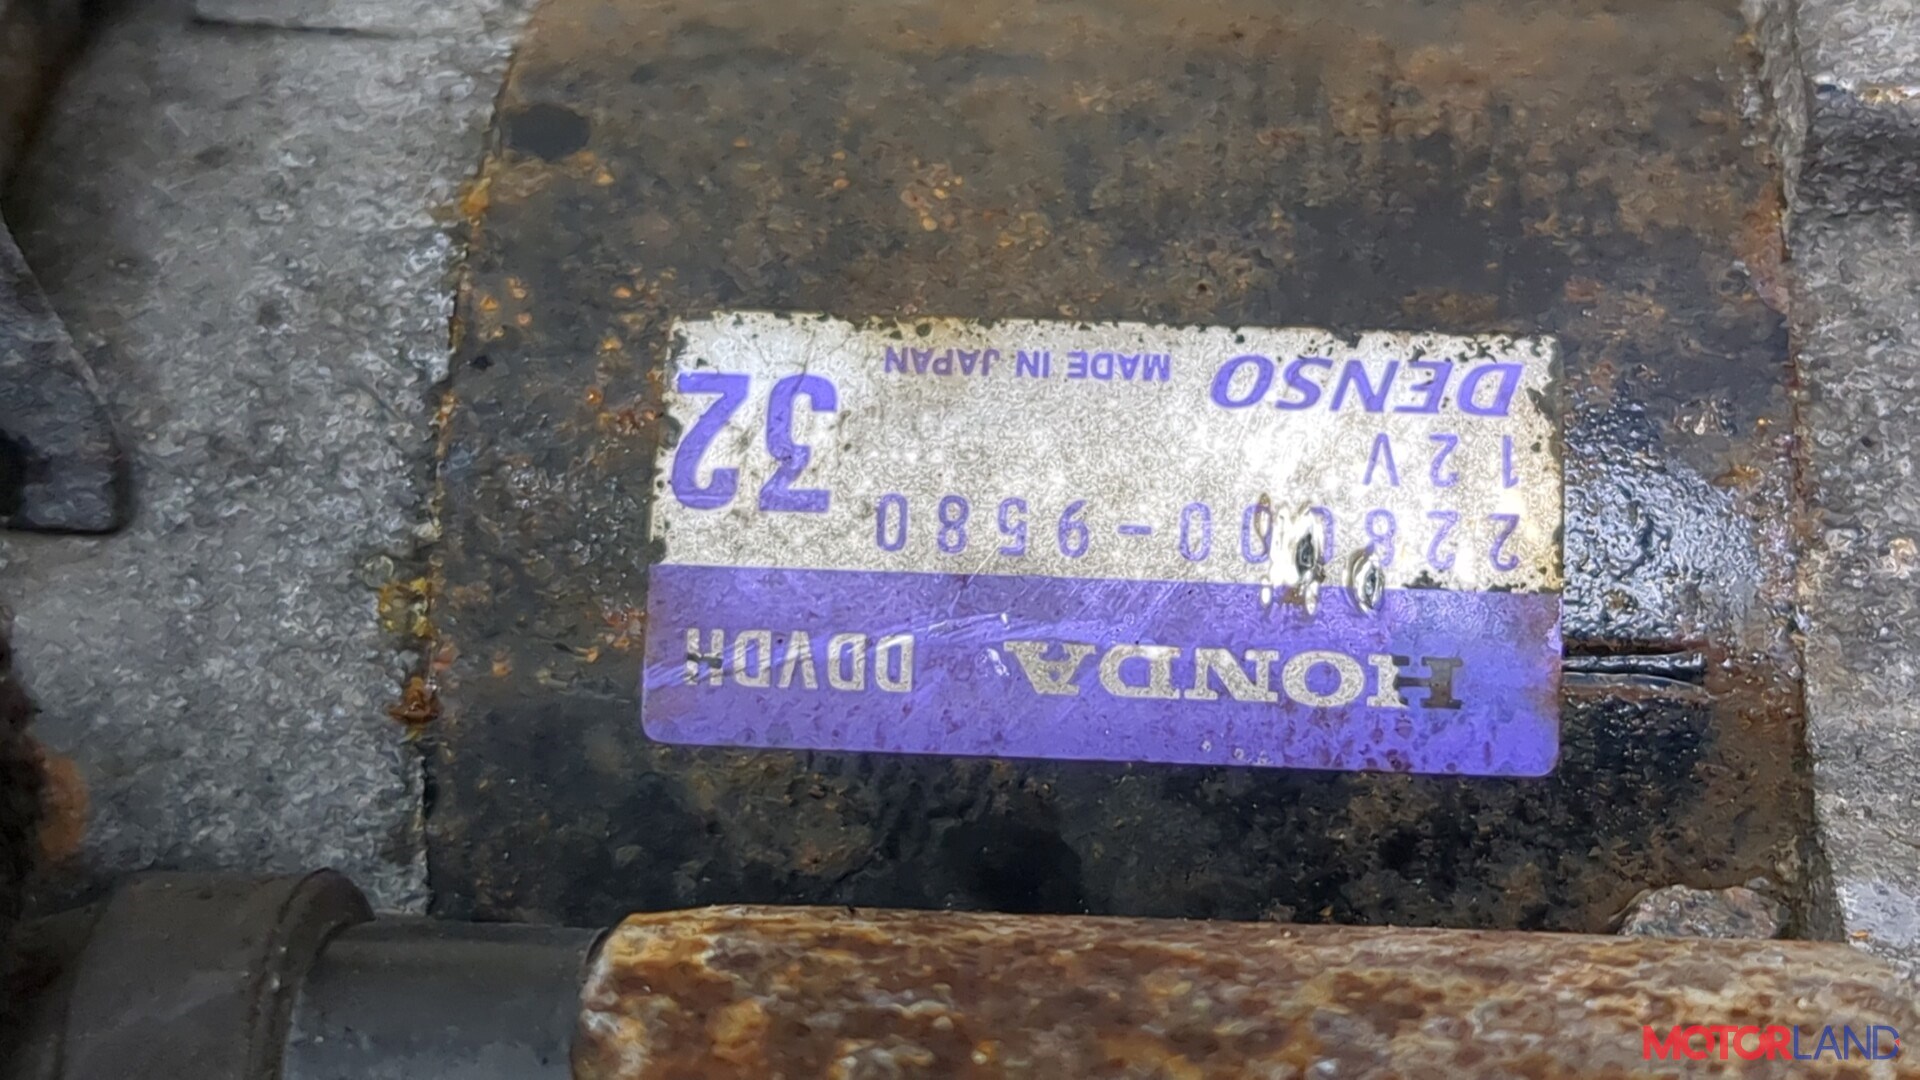 HONDA DDVDH
228000-9580
12V 32
DENSO MADE IN JAPAN
MOTORLAND